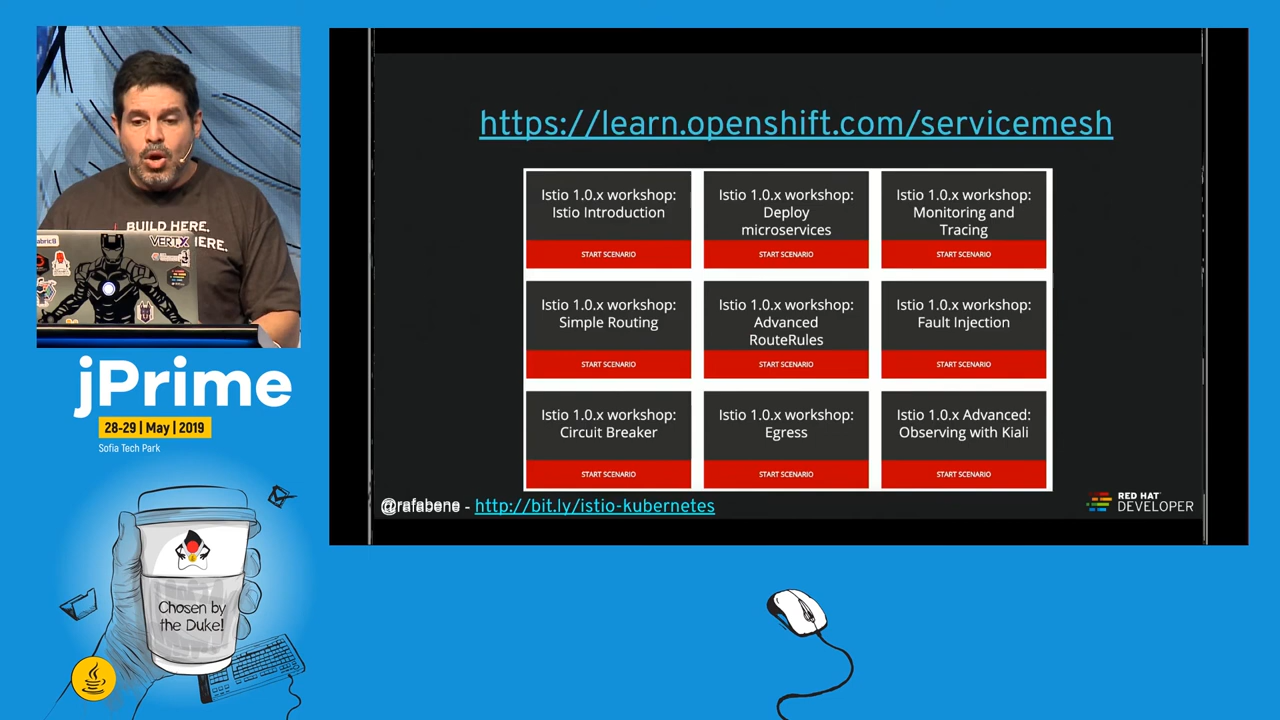 https://learn.openshift.com/servicemesh
Istio 1.0.x workshop:
Istio Introduction
START SCENARIO
Istio 1.0.x workshop:
Deploy
microservices
START SCENARIO
Istio 1.0.x workshop:
Monitoring and
Tracing
START SCENARIO
Istio 1.0.x workshop:
Simple Routing
START SCENARIO
Istio 1.0.x workshop:
Advanced
RouteRules
START SCENARIO
Istio 1.0.x workshop:
Fault Injection
START SCENARIO
Istio 1.0.x workshop:
Circuit Breaker
START SCENARIO
Istio 1.0.x workshop:
Egress
START SCENARIO
Istio 1.0.x Advanced:
Observing with Kiali
START SCENARIO
@rafabene - http://bit.ly/istio-kubernetes
RED HAT
DEVELOPER
BUILD HERE.
HERE.
VERT.X
jPrime
28-29 | May | 2019
Sofia Tech Park
Chosen by
the Duke!